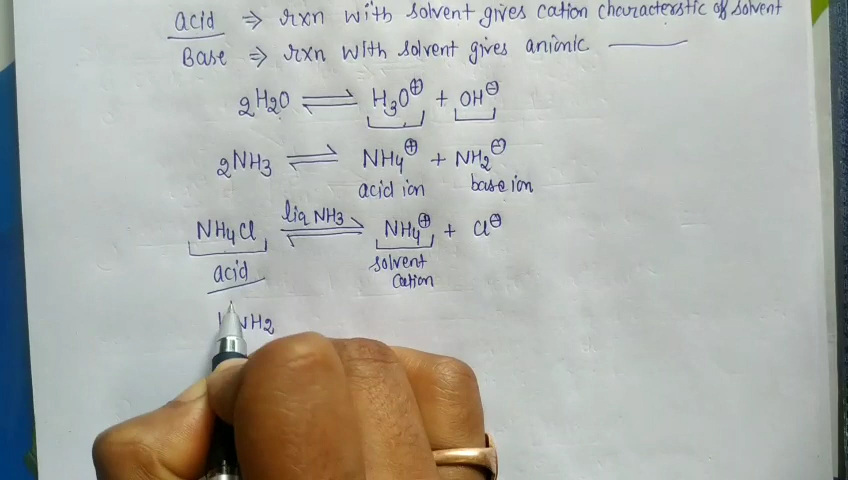 acid ⇒ rxn with solvent gives cation characterstic of solvent
Base ⇒ rxn with solvent gives anionic ———
2H₂O ⇌ H₃O⊕ + OH⊖
2NH₃ ⇌ NH₄⊕ + NH₂⊖
acid ion base ion
liq NH₃
NH₄Cl ⇌ NH₄⊕ + Cl⊖
acid solvent
cation
NH₂